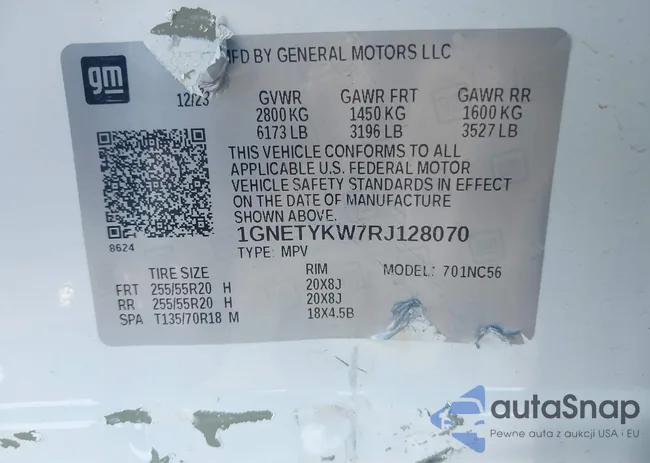 gm
MFD BY GENERAL MOTORS LLC
12/23
GVWR GAWR FRT GAWR RR
2800 KG 1450 KG 1600 KG
6173 LB 3196 LB 3527 LB
THIS VEHICLE CONFORMS TO ALL
APPLICABLE U.S. FEDERAL MOTOR
VEHICLE SAFETY STANDARDS IN EFFECT
ON THE DATE OF MANUFACTURE
SHOWN ABOVE.
8624
1GNETYKW7RJ128070
TYPE: MPV
TIRE SIZE RIM MODEL: 701NC56
FRT 255/55R20 H 20X8J
RR 255/55R20 H 20X8J
SPA T135/70R18 M 18X4.5B
autaSnap
Pewne auta z aukcji USA i EU